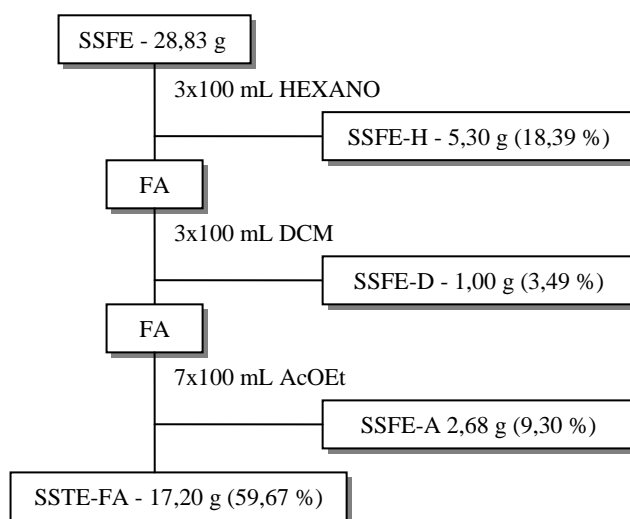 SSFE - 28,83 g
3x100 mL HEXANO
SSFE-H - 5,30 g (18,39 %)
FA
3x100 mL DCM
SSFE-D - 1,00 g (3,49 %)
FA
7x100 mL AcOEt
SSFE-A 2,68 g (9,30 %)
SSTE-FA - 17,20 g (59,67 %)